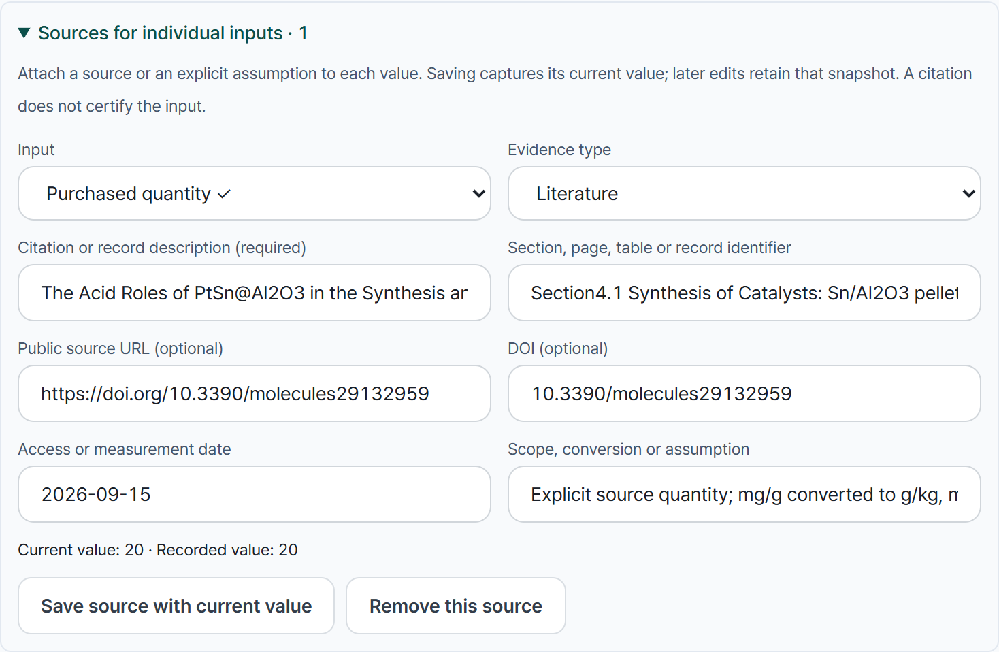 ▼ Sources for individual inputs · 1
Attach a source or an explicit assumption to each value. Saving captures its current value; later edits retain that snapshot. A citation
does not certify the input.
Input
Evidence type
Purchased quantity ✓
Literature
Citation or record description (required)
Section, page, table or record identifier
The Acid Roles of PtSn@Al2O3 in the Synthesis an
Section4.1 Synthesis of Catalysts: Sn/Al2O3 pellet
Public source URL (optional)
DOI (optional)
https://doi.org/10.3390/molecules29132959
10.3390/molecules29132959
Access or measurement date
Scope, conversion or assumption
2026-09-15
Explicit source quantity; mg/g converted to g/kg, m
Current value: 20 · Recorded value: 20
Save source with current value
Remove this source